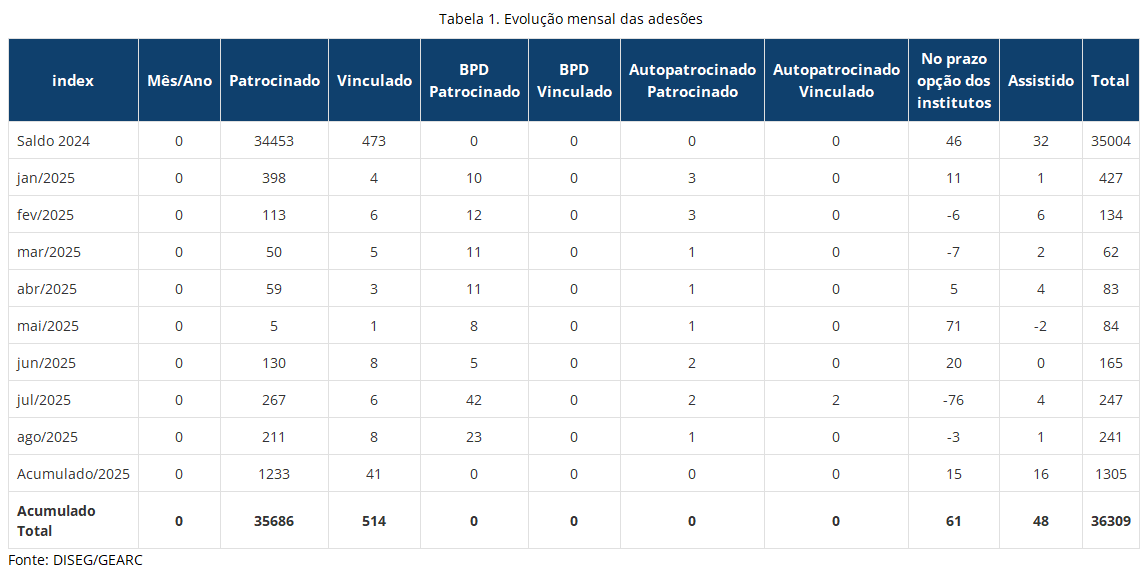 Tabela 1. Evolução mensal das adesões
index Mês/Ano Patrocinado Vinculado BPD Patrocinado BPD Vinculado Autopatrocinado Patrocinado Autopatrocinado Vinculado No prazo opção dos institutos Assistido Total
Saldo 2024 0 34453 473 0 0 0 0 46 32 35004
jan/2025 0 398 4 10 0 3 0 11 1 427
fev/2025 0 113 6 12 0 3 0 -6 6 134
mar/2025 0 50 5 11 0 1 0 -7 2 62
abr/2025 0 59 3 11 0 1 0 5 4 83
mai/2025 0 5 1 8 0 1 0 71 -2 84
jun/2025 0 130 8 5 0 2 0 20 0 165
jul/2025 0 267 6 42 0 2 2 -76 4 247
ago/2025 0 211 8 23 0 1 0 -3 1 241
Acumulado/2025 0 1233 41 0 0 0 0 15 16 1305
Acumulado Total 0 35686 514 0 0 0 0 61 48 36309
Fonte: DISEG/GEARC